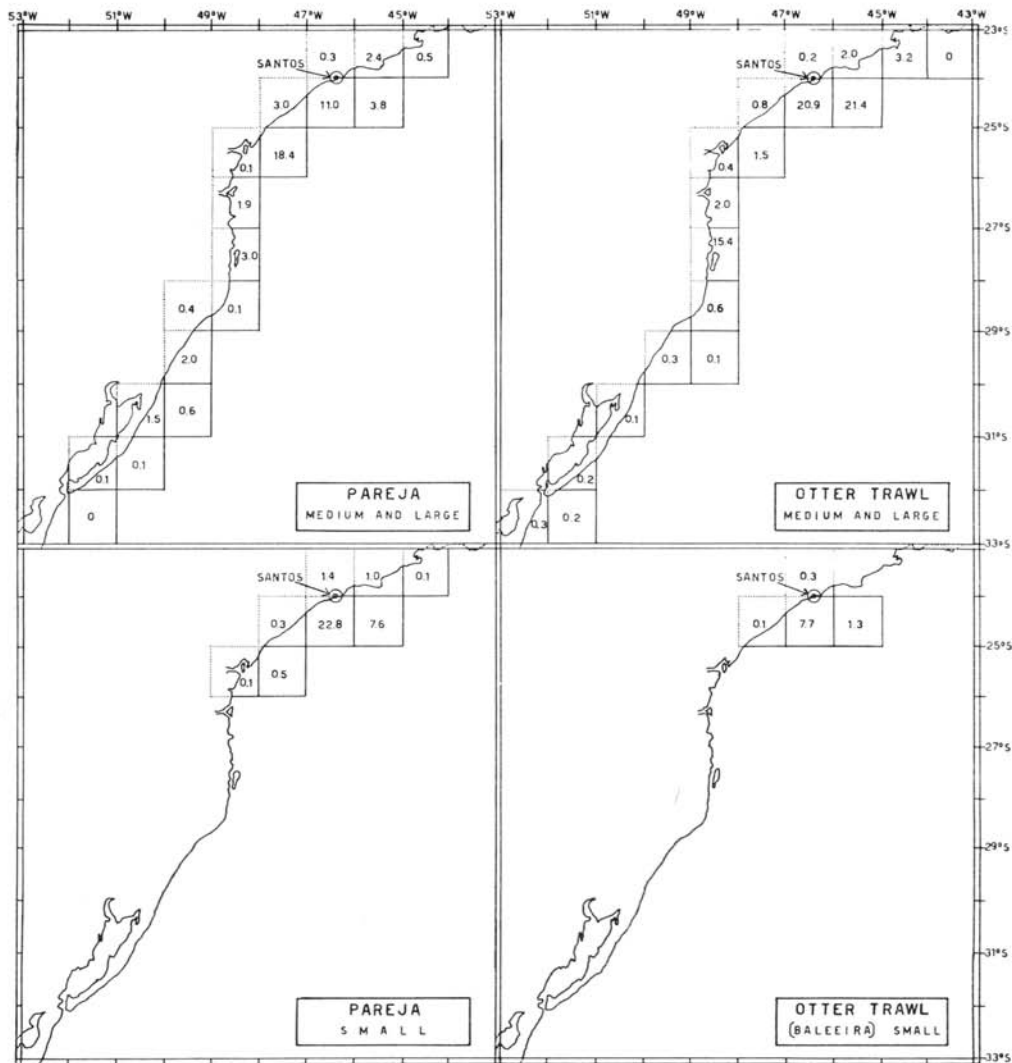 53°W 51°W 49°W 47°W 45°W 53°W 51°W 49°W 47°W 45°W 43°W
23°S
0.3 2.4 0.5
SANTOS
3.0 11.0 3.8
0.1 18.4
1.9
3.0
0.4 0.1
2.0
1.5 0.6
0.1 0.1
0
PAREJA
MEDIUM AND LARGE
0.2 2.0 3.2 0
SANTOS
0.8 20.9 21.4
25°S
0.4 1.5
2.0
27°S
15.4
0.6
29°S
0.3 0.1
0.1
31°S
0.2
0.3 0.2
OTTER TRAWL
MEDIUM AND LARGE
33°S
1.4 1.0 0.1
SANTOS
0.3 22.8 7.6
0.1 0.5
PAREJA
SMALL
0.3
SANTOS
0.1 7.7 1.3
25°S
27°S
29°S
31°S
OTTER TRAWL
(BALEEIRA) SMALL
33°S